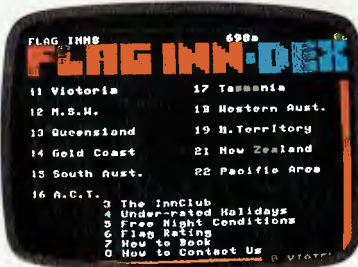 FLAG INNS 698a
FLAG INN-DEX
11 Victoria 17 Tasmania
12 N.S.W. 18 Western Aust.
13 Queensland 19 N.Territory
14 Gold Coast 21 New Zealand
15 South Aust. 22 Pacific Area
16 A.C.T.
3 The InnClub
4 Under-rated Holidays
5 Free Night Conditions
6 Flag Rating
7 How to Book
0 How to Contact Us